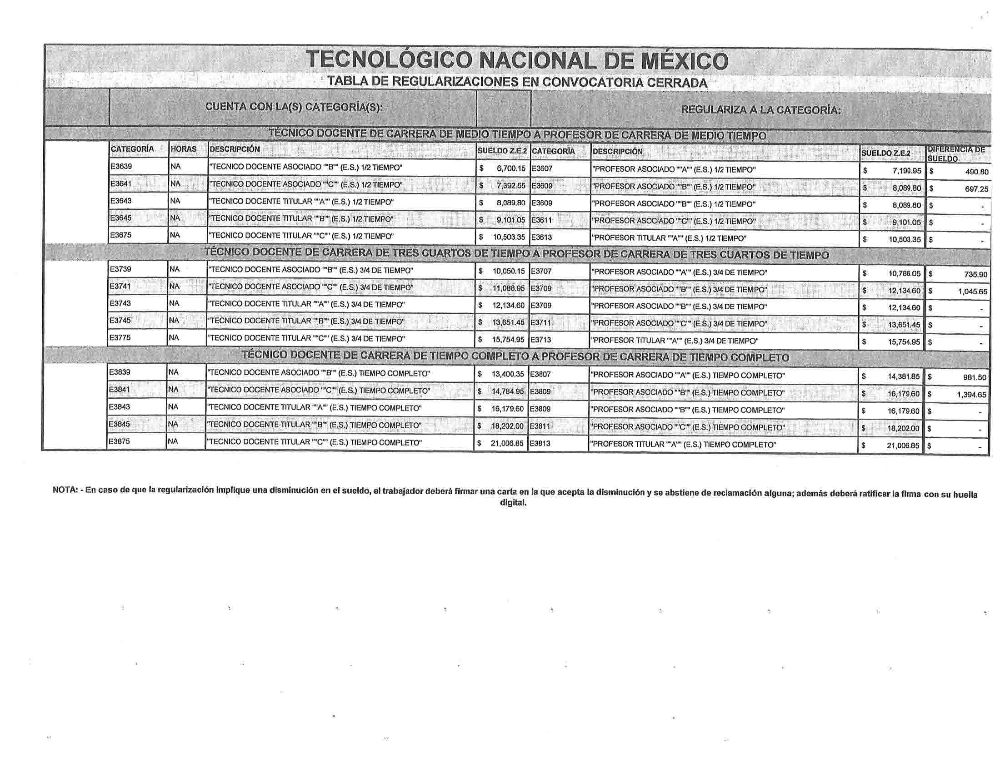 TECNOLÓGICO NACIONAL DE MÉXICO
TABLA DE REGULARIZACIONES EN CONVOCATORIA CERRADA
CUENTA CON LA(S) CATEGORÍA(S): REGULARIZA A LA CATEGORÍA:
TÉCNICO DOCENTE DE CARRERA DE MEDIO TIEMPO A PROFESOR DE CARRERA DE MEDIO TIEMPO
CATEGORÍA HORAS DESCRIPCIÓN SUELDO Z.E.2 CATEGORÍA DESCRIPCIÓN SUELDO Z.E.2 DIFERENCIA DE SUELDO
E3639 NA "TECNICO DOCENTE ASOCIADO ""B"" (E.S.) 1/2 TIEMPO" $ 6,700.15 E3607 "PROFESOR ASOCIADO ""A"" (E.S.) 1/2 TIEMPO" $ 7,190.95 $ 490.80
E3641 NA "TECNICO DOCENTE ASOCIADO ""C"" (E.S.) 1/2 TIEMPO" $ 7,392.55 E3609 "PROFESOR ASOCIADO ""B"" (E.S.) 1/2 TIEMPO" $ 8,089.80 $ 697.25
E3643 NA "TECNICO DOCENTE TITULAR ""A"" (E.S.) 1/2 TIEMPO" $ 8,089.80 E3609 "PROFESOR ASOCIADO ""B"" (E.S.) 1/2 TIEMPO" $ 8,089.80 $ -
E3645 NA "TECNICO DOCENTE TITULAR ""B"" (E.S.) 1/2 TIEMPO" $ 9,101.05 E3611 "PROFESOR ASOCIADO ""C"" (E.S.) 1/2 TIEMPO" $ 9,101.05 $ -
E3675 NA "TECNICO DOCENTE TITULAR ""C"" (E.S.) 1/2 TIEMPO" $ 10,503.35 E3613 "PROFESOR TITULAR ""A"" (E.S.) 1/2 TIEMPO" $ 10,503.35 $ -
TÉCNICO DOCENTE DE CARRERA DE TRES CUARTOS DE TIEMPO A PROFESOR DE CARRERA DE TRES CUARTOS DE TIEMPO
E3739 NA "TECNICO DOCENTE ASOCIADO ""B"" (E.S.) 3/4 DE TIEMPO" $ 10,050.15 E3707 "PROFESOR ASOCIADO ""A"" (E.S.) 3/4 DE TIEMPO" $ 10,786.05 $ 735.90
E3741 NA "TECNICO DOCENTE ASOCIADO ""C"" (E.S.) 3/4 DE TIEMPO" $ 11,088.95 E3709 "PROFESOR ASOCIADO ""B"" (E.S.) 3/4 DE TIEMPO" $ 12,134.60 $ 1,045.65
E3743 NA "TECNICO DOCENTE TITULAR ""A"" (E.S.) 3/4 DE TIEMPO" $ 12,134.60 E3709 "PROFESOR ASOCIADO ""B"" (E.S.) 3/4 DE TIEMPO" $ 12,134.60 $ -
E3745 NA "TECNICO DOCENTE TITULAR ""B"" (E.S.) 3/4 DE TIEMPO" $ 13,651.45 E3711 "PROFESOR ASOCIADO ""C"" (E.S.) 3/4 DE TIEMPO" $ 13,651.45 $ -
E3775 NA "TECNICO DOCENTE TITULAR ""C"" (E.S.) 3/4 DE TIEMPO" $ 15,754.95 E3713 "PROFESOR TITULAR ""A"" (E.S.) 3/4 DE TIEMPO" $ 15,754.95 $ -
TÉCNICO DOCENTE DE CARRERA DE TIEMPO COMPLETO A PROFESOR DE CARRERA DE TIEMPO COMPLETO
E3839 NA "TECNICO DOCENTE ASOCIADO ""B"" (E.S.) TIEMPO COMPLETO" $ 13,400.35 E3807 "PROFESOR ASOCIADO ""A"" (E.S.) TIEMPO COMPLETO" $ 14,381.85 $ 981.50
E3841 NA "TECNICO DOCENTE ASOCIADO ""C"" (E.S.) TIEMPO COMPLETO" $ 14,784.95 E3809 "PROFESOR ASOCIADO ""B"" (E.S.) TIEMPO COMPLETO" $ 16,179.60 $ 1,394.65
E3843 NA "TECNICO DOCENTE TITULAR ""A"" (E.S.) TIEMPO COMPLETO" $ 16,179.60 E3809 "PROFESOR ASOCIADO ""B"" (E.S.) TIEMPO COMPLETO" $ 16,179.60 $ -
E3845 NA "TECNICO DOCENTE TITULAR ""B"" (E.S.) TIEMPO COMPLETO" $ 18,202.00 E3811 "PROFESOR ASOCIADO ""C"" (E.S.) TIEMPO COMPLETO" $ 18,202.00 $ -
E3875 NA "TECNICO DOCENTE TITULAR ""C"" (E.S.) TIEMPO COMPLETO" $ 21,006.85 E3813 "PROFESOR TITULAR ""A"" (E.S.) TIEMPO COMPLETO" $ 21,006.85 $ -
NOTA: - En caso de que la regularización implique una disminución en el sueldo, el trabajador deberá firmar una carta en la que acepta la disminución y se abstiene de reclamación alguna; además deberá ratificar la firma con su huella
digital.